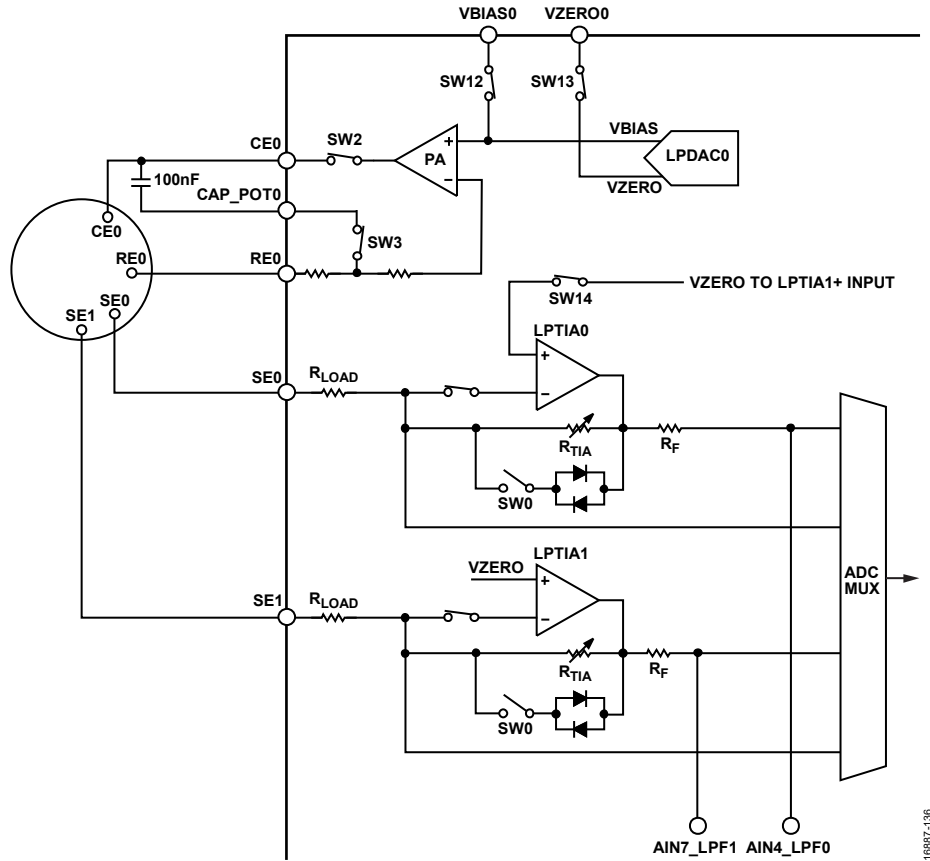 VBIAS0 VZERO0
SW12 SW13
VBIAS
LPDAC0
VZERO
CE0 SW2
+
PA
−
100nF
CAP_POT0
SW3
CE0
RE0
RE0
SE0
SE1
SW14 VZERO TO LPTIA1+ INPUT
LPTIA0
+
−
SE0 RLOAD
RTIA RF
SW0
LPTIA1
VZERO +
−
SE1 RLOAD
ADC
MUX
RTIA RF
SW0
AIN7_LPF1 AIN4_LPF0
16887-136